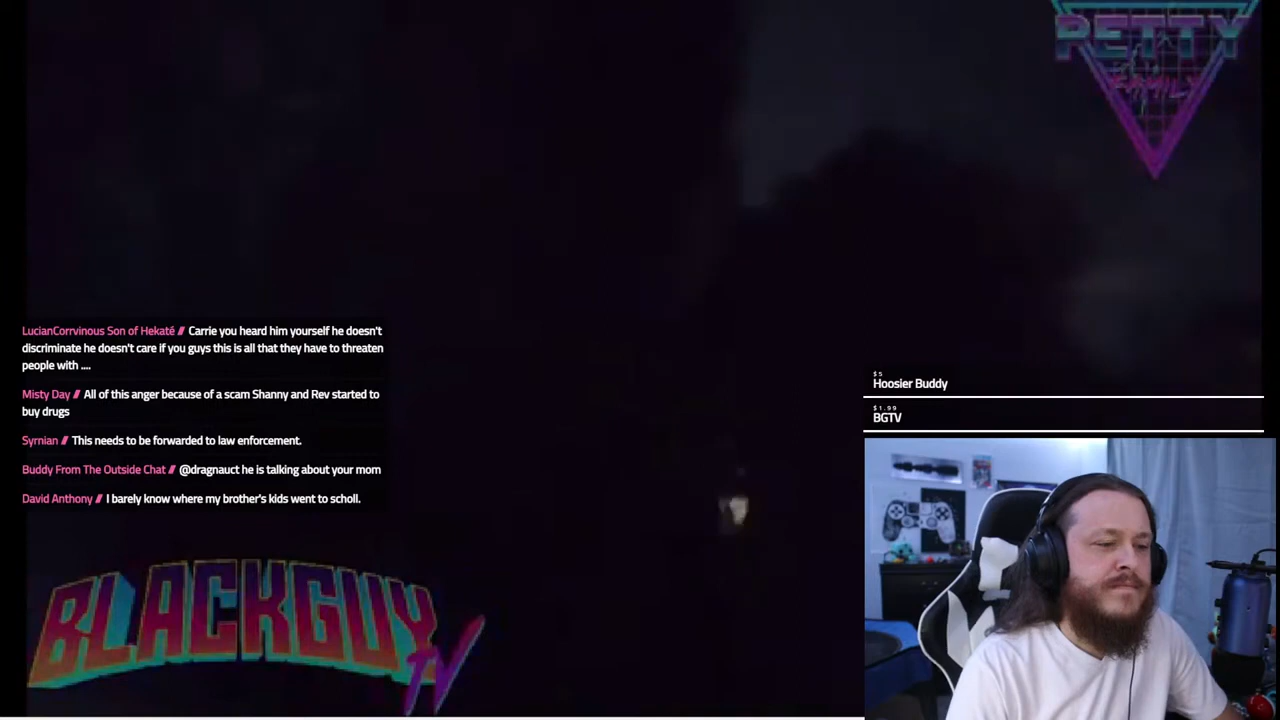 PETTY
FAMILY
LucianCorrvinous Son of Hekaté // Carrie you heard him yourself he doesn't
discriminate he doesn't care if you guys this is all that they have to threaten
people with ....
Misty Day // All of this anger because of a scam Shanny and Rev started to
buy drugs
Syrnian // This needs to be forwarded to law enforcement.
Buddy From The Outside Chat // @dragnauct he is talking about your mom
David Anthony // I barely know where my brother's kids went to scholl.
$5
Hoosier Buddy
$1.99
BGTV
BLACKGUY
TV